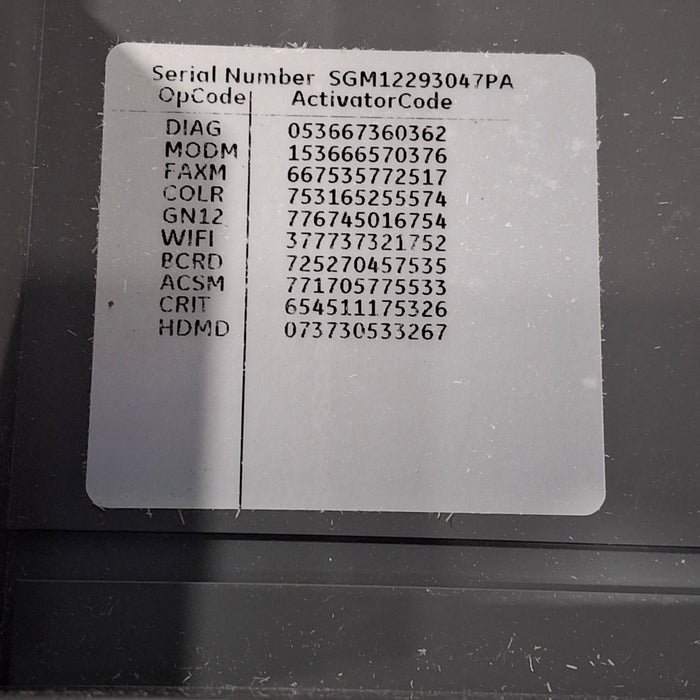 Serial Number SGM12293047PA
OpCode ActivatorCode
DIAG 053667360362
MODM 153666570376
FAXM 667535772517
COLR 753165255574
GN12 776745016754
WIFI 377737321752
BCRD 725270457535
ACSM 771705775533
CRIT 654511175326
HDMD 073730533267